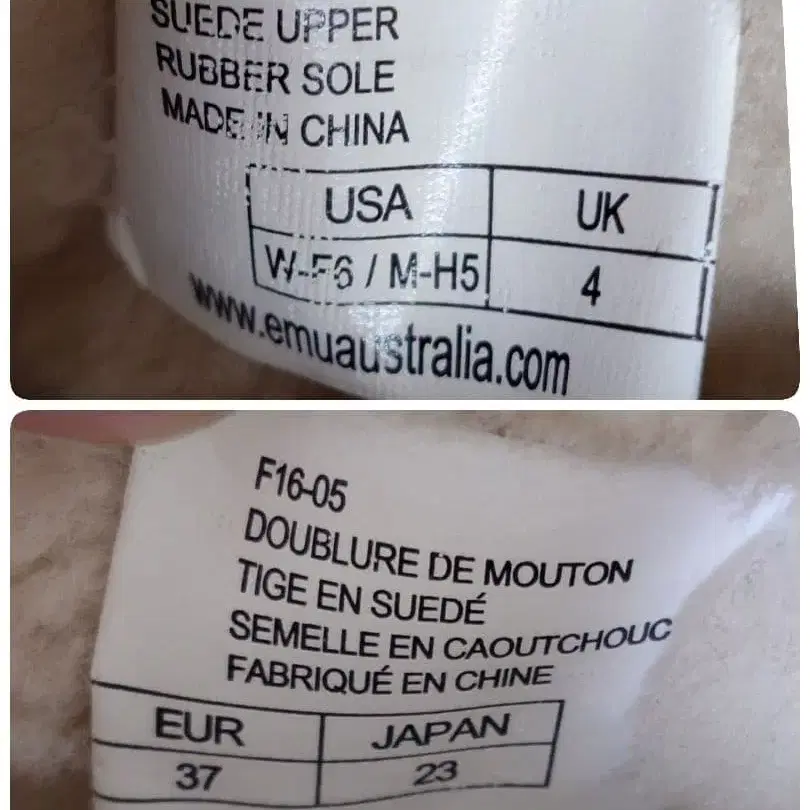 SUEDE UPPER
RUBBER SOLE
MADE IN CHINA
USA UK
W-F6 / M-H5 4
www.emuaustralia.com
F16-05
DOUBLURE DE MOUTON
TIGE EN SUEDÉ
SEMELLE EN CAOUTCHOUC
FABRIQUÉ EN CHINE
EUR JAPAN
37 23